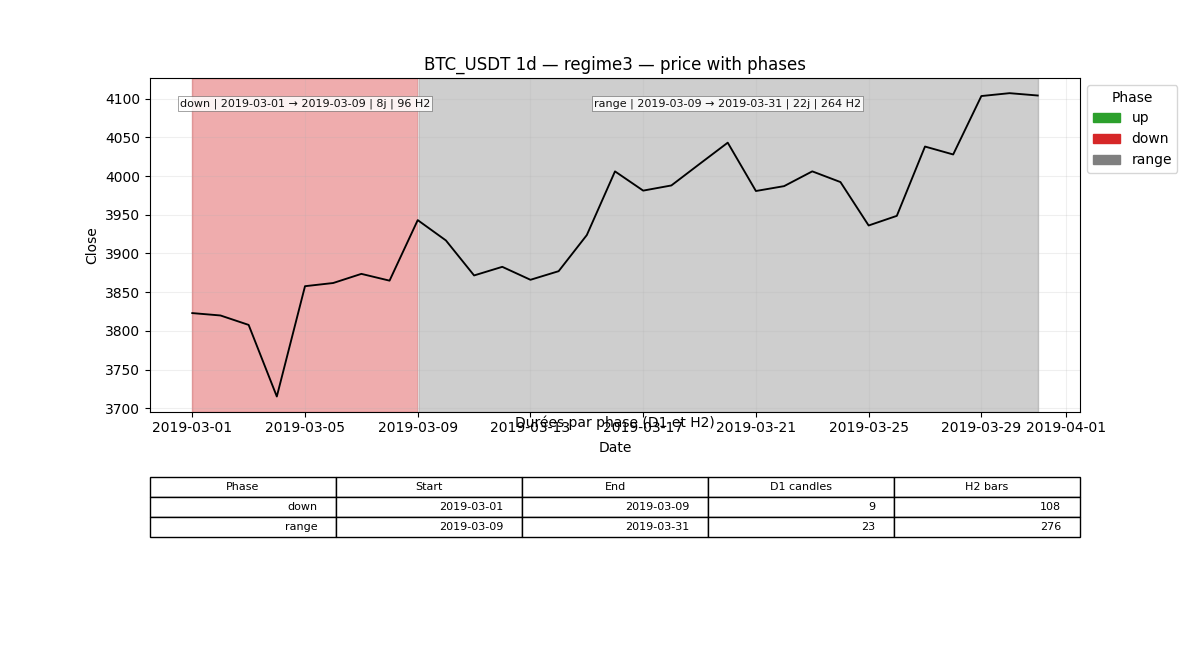 BTC_USDT 1d — regime3 — price with phases
down | 2019-03-01 → 2019-03-09 | 8j | 96 H2
range | 2019-03-09 → 2019-03-31 | 22j | 264 H2
Phase
up
down
range
Close
4100
4050
4000
3950
3900
3850
3800
3750
3700
Durées par phase (D1 et H2)
2019-03-01 2019-03-05 2019-03-09 2019-03-13 2019-03-17 2019-03-21 2019-03-25 2019-03-29 2019-04-01
Date
Phase Start End D1 candles H2 bars
down 2019-03-01 2019-03-09 9 108
range 2019-03-09 2019-03-31 23 276